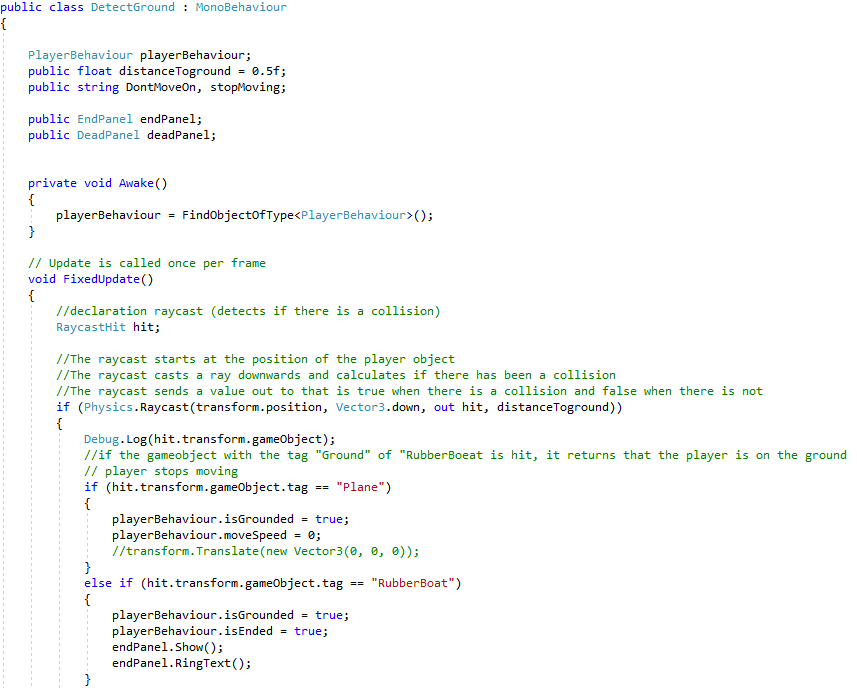 public class DetectGround : MonoBehaviour
{
PlayerBehaviour playerBehaviour;
public float distanceToground = 0.5f;
public string DontMoveOn, stopMoving;
public EndPanel endPanel;
public DeadPanel deadPanel;
private void Awake()
{
playerBehaviour = FindObjectOfType<PlayerBehaviour>();
}
// Update is called once per frame
void FixedUpdate()
{
//declaration raycast (detects if there is a collision)
RaycastHit hit;
//The raycast starts at the position of the player object
//The raycast casts a ray downwards and calculates if there has been a collision
//The raycast sends a value out to that is true when there is a collision and false when there is not
if (Physics.Raycast(transform.position, Vector3.down, out hit, distanceToground))
{
Debug.Log(hit.transform.gameObject);
//if the gameobject with the tag "Ground" of "RubberBoeat is hit, it returns that the player is on the ground
// player stops moving
if (hit.transform.gameObject.tag == "Plane")
{
playerBehaviour.isGrounded = true;
playerBehaviour.moveSpeed = 0;
//transform.Translate(new Vector3(0, 0, 0));
}
else if (hit.transform.gameObject.tag == "RubberBoat")
{
playerBehaviour.isGrounded = true;
playerBehaviour.isEnded = true;
endPanel.Show();
endPanel.RingText();
}